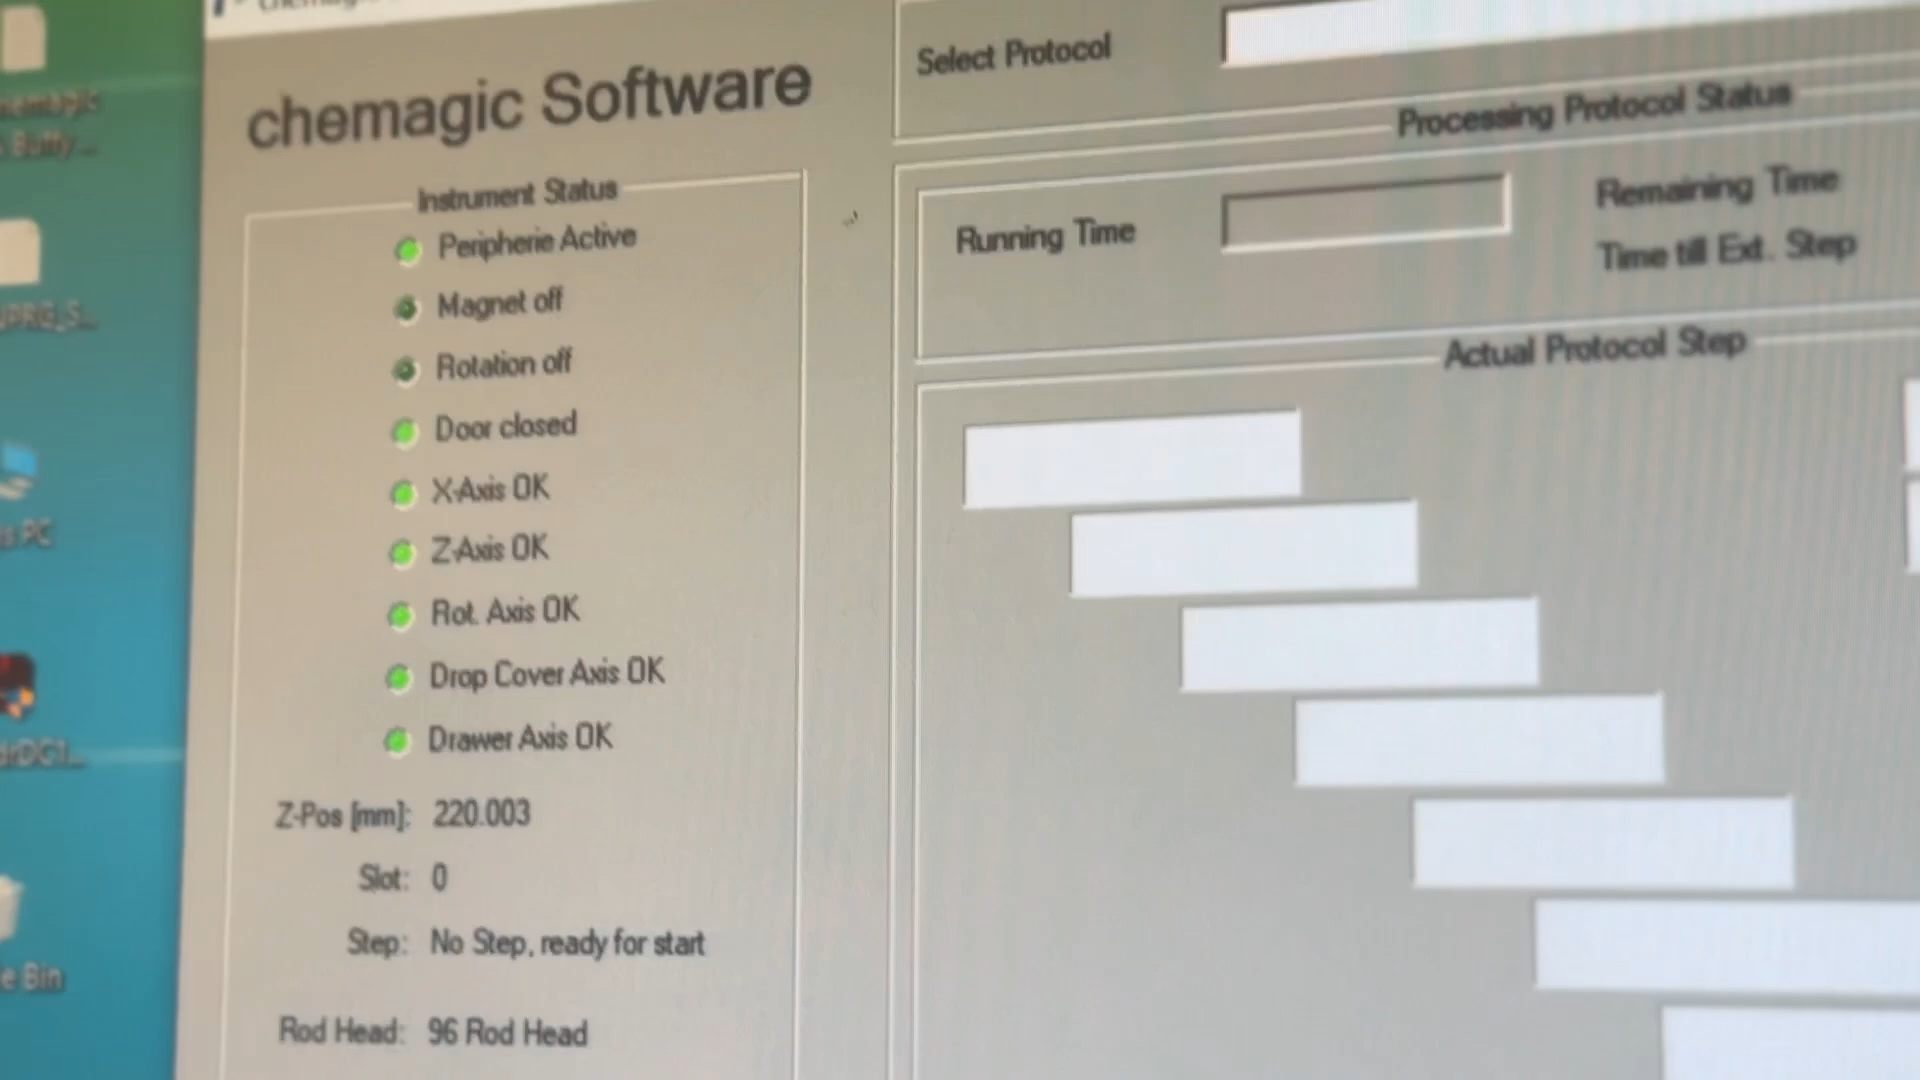 chemagic Software
Instrument Status
Peripherie Active
Magnet off
Rotation off
Door closed
X-Axis OK
Z-Axis OK
Rot. Axis OK
Drop Cover Axis OK
Drawer Axis OK
Z-Pos [mm]: 220.003
Slot: 0
Step: No Step, ready for start
Rod Head: 96 Rod Head
Select Protocol
Processing Protocol Status
Running Time
Remaining Time
Time till Ext. Step
Actual Protocol Step
s PC
e Bin